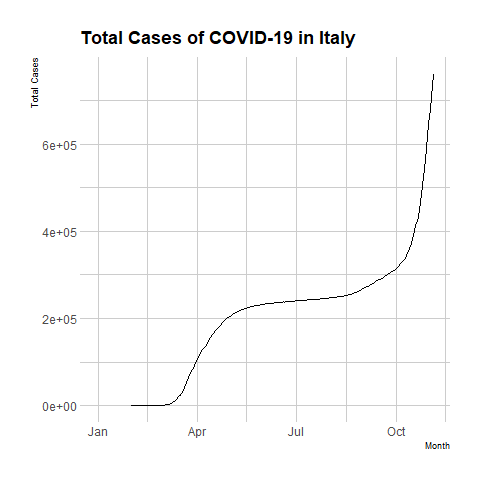 Total Cases of COVID-19 in Italy
Total Cases
6e+05
4e+05
2e+05
0e+00
Jan Apr Jul Oct
Month